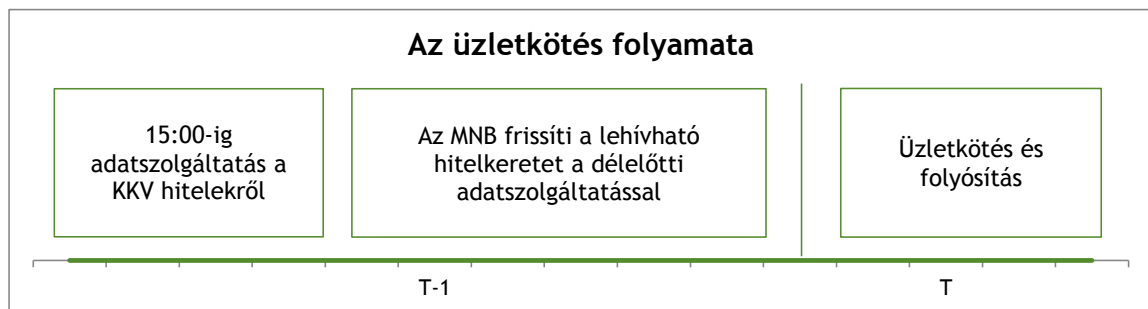 Az üzletkötés folyamata
15:00-ig
adatszolgáltatás a
KKV hitelekről
Az MNB frissíti a lehívható
hitelkeretet a délelőtti
adatszolgáltatással
Üzletkötés és
folyósítás
T-1
T